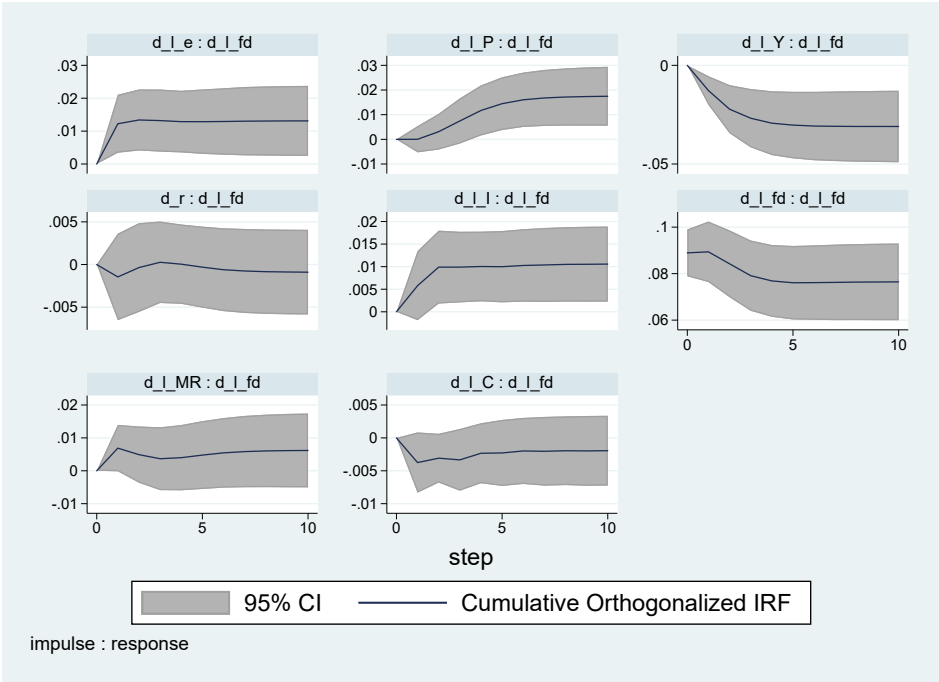 d_l_e : d_l_fd
.03
.02
.01
0
d_l_P : d_l_fd
.03
.02
.01
0
-.01
d_l_Y : d_l_fd
0
-.05
d_r : d_l_fd
.005
0
-.005
d_l_I : d_l_fd
.02
.015
.010
.005
0
d_l_fd : d_l_fd
.1
.08
.06
0 5 10
d_l_MR : d_l_fd
.02
.01
0
-.01
0 5 10
d_l_C : d_l_fd
.005
0
-.005
-.01
0 5 10
step
95% CI Cumulative Orthogonalized IRF
impulse : response